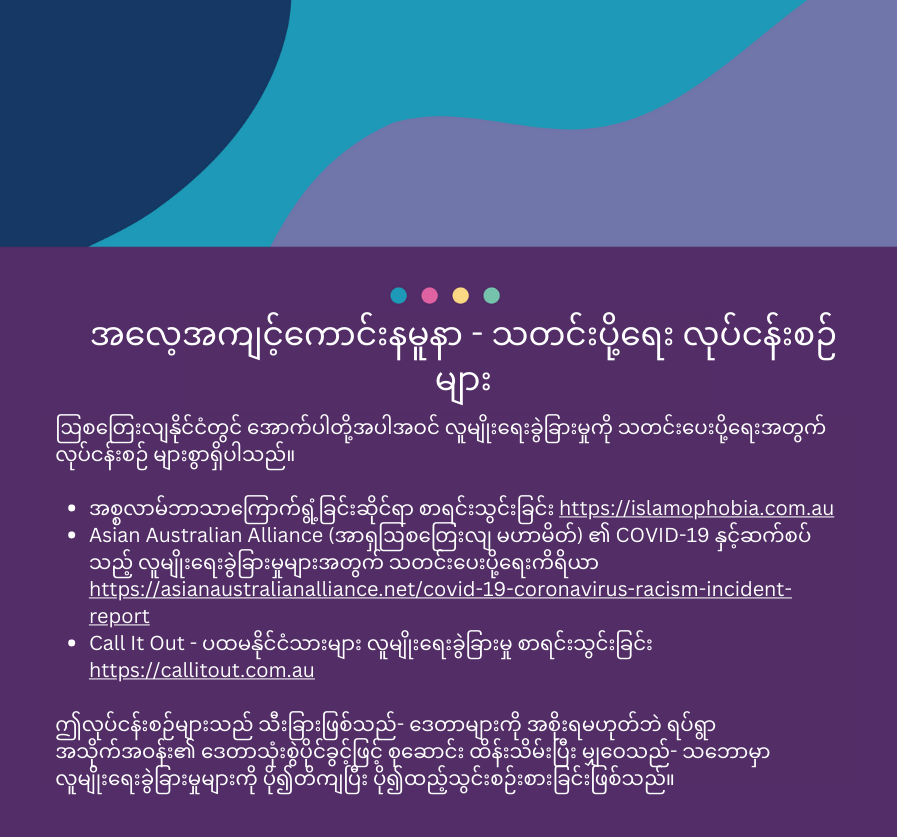 အလေ့အကျင့်ကောင်းနမူနာ - သတင်းပို့ရေး လုပ်ငန်းစဉ်
များ
ဩစတြေးလျနိုင်ငံတွင် အောက်ပါတို့အပါအဝင် လူမျိုးရေးခွဲခြားမှုကို သတင်းပေးပို့ရေးအတွက်
လုပ်ငန်းစဉ် များစွာရှိပါသည်။
• အစ္စလာမ်ဘာသာကြောက်ရွံ့ခြင်းဆိုင်ရာ စာရင်းသွင်းခြင်း https://islamophobia.com.au
• Asian Australian Alliance (အာရှဩစတြေးလျ မဟာမိတ်) ၏ COVID-19 နှင့်ဆက်စပ်
သည့် လူမျိုးရေးခွဲခြားမှုများအတွက် သတင်းပေးပို့ရေးကိရိယာ
https://asianaustralianalliance.net/covid-19-coronavirus-racism-incident-
report
• Call It Out - ပထမနိုင်ငံသားများ လူမျိုးရေးခွဲခြားမှု စာရင်းသွင်းခြင်း
https://callitout.com.au
ဤလုပ်ငန်းစဉ်များသည် သီးခြားဖြစ်သည်- ဒေတာများကို အစိုးရမဟုတ်ဘဲ ရပ်ရွာ
အသိုက်အဝန်း၏ ဒေတာသုံးစွဲပိုင်ခွင့်ဖြင့် စုဆောင်း ထိန်းသိမ်းပြီး မျှဝေသည်- သဘောမှာ
လူမျိုးရေးခွဲခြားမှုများကို ပို၍တိကျပြီး ပို၍ထည့်သွင်းစဉ်းစားခြင်းဖြစ်သည်။